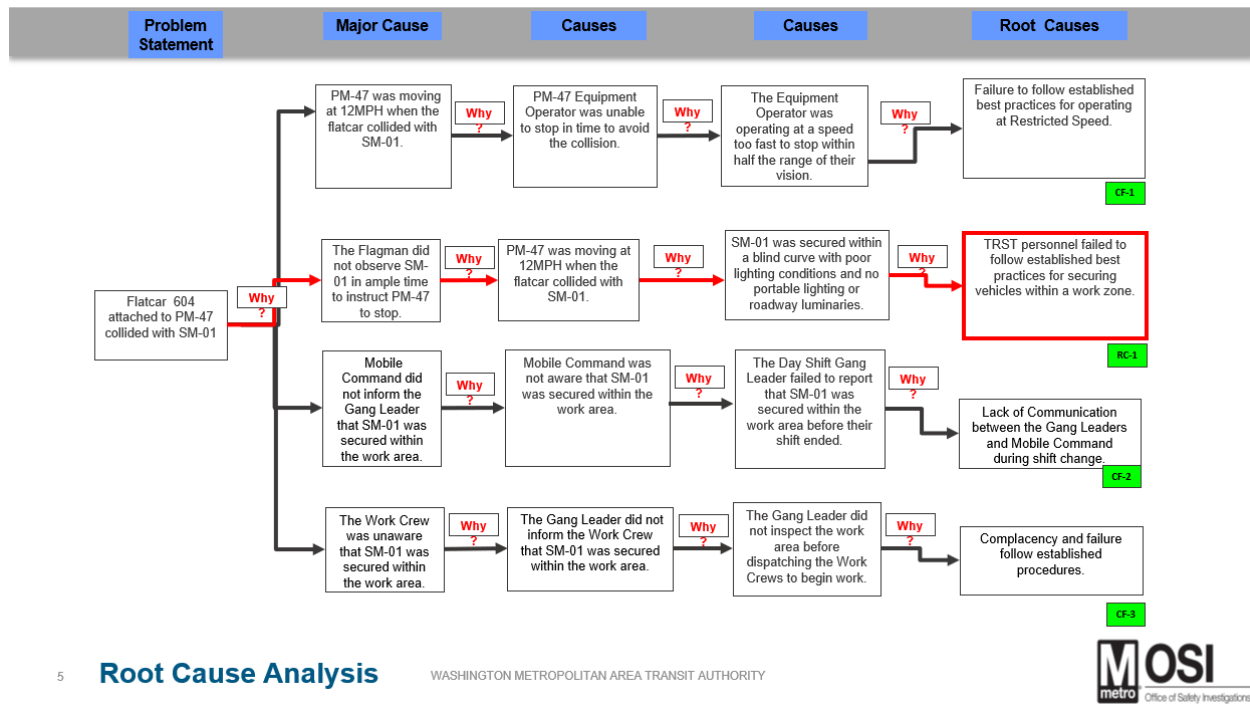 Problem
Statement
Major Cause
Causes
Causes
Root Causes
PM-47 was moving
at 12MPH when the
flatcar collided with
SM-01.
Why
?
PM-47 Equipment
Operator was unable
to stop in time to avoid
the collision.
Why
?
The Equipment
Operator was
operating at a speed
too fast to stop within
half the range of their
vision.
Why
?
Failure to follow established
best practices for operating
at Restricted Speed.
CF-1
Flatcar 604
attached to PM-47
collided with SM-01
Why
?
The Flagman did
not observe SM-
01 in ample time
to instruct PM-47
to stop.
Why
?
PM-47 was moving at
12MPH when the
flatcar collided with
SM-01.
Why
?
SM-01 was secured within
a blind curve with poor
lighting conditions and no
portable lighting or
roadway luminaries.
Why
?
TRST personnel failed to
follow established best
practices for securing
vehicles within a work zone.
RC-1
Mobile
Command did
not inform the
Gang Leader
that SM-01 was
secured within
the work area.
Why
?
Mobile Command was
not aware that SM-01
was secured within the
work area.
Why
?
The Day Shift Gang
Leader failed to report
that SM-01 was
secured within the
work area before their
shift ended.
Why
?
Lack of Communication
between the Gang Leaders
and Mobile Command
during shift change.
CF-2
The Work Crew
was unaware
that SM-01 was
secured within
the work area.
Why
?
The Gang Leader did not
inform the Work Crew
that SM-01 was secured
within the work area.
Why
?
The Gang Leader did
not inspect the work
area before
dispatching the Work
Crews to begin work.
Why
?
Complacency and failure
follow established
procedures.
CF-3
5
Root Cause Analysis
WASHINGTON METROPOLITAN AREA TRANSIT AUTHORITY
M
metro
OSI
Office of Safety Investigations